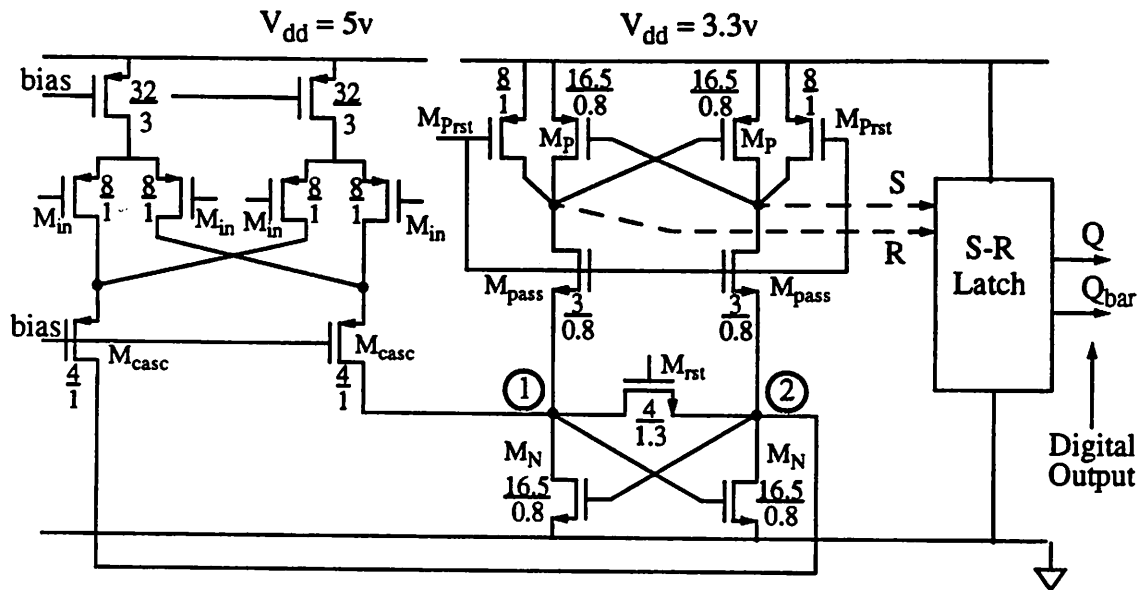 V_dd = 5v
V_dd = 3.3v
bias
32/3
32/3
8/1
16.5/0.8
16.5/0.8
8/1
M_Prst
M_P
M_P
M_Prst
8/1
8/1
8/1
8/1
M_in
M_in
M_in
M_in
S
R
S-R
Latch
Q
Q_bar
M_pass
3/0.8
3/0.8
M_pass
bias
M_casc
4/1
M_casc
4/1
1
M_rst
4/1.3
2
M_N
16.5/0.8
M_N
16.5/0.8
Digital
Output